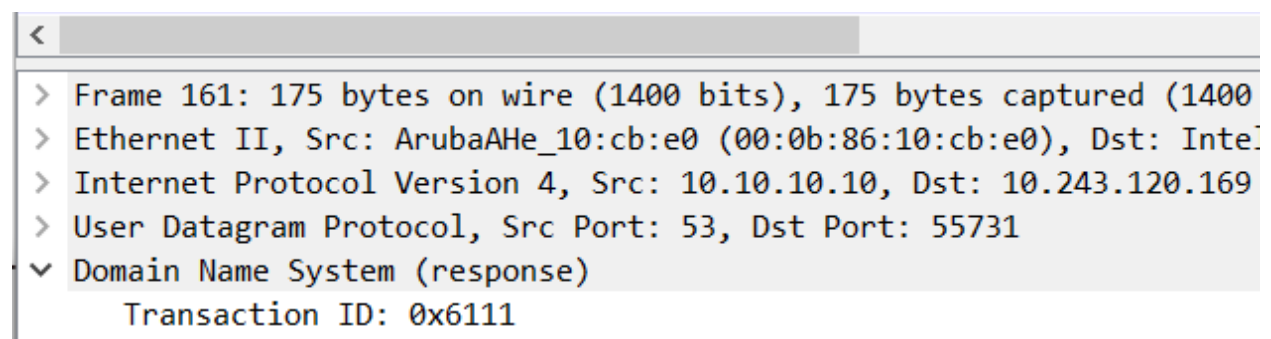 Frame 161: 175 bytes on wire (1400 bits), 175 bytes captured (1400
Ethernet II, Src: ArubaAHe_10:cb:e0 (00:0b:86:10:cb:e0), Dst: Intel
Internet Protocol Version 4, Src: 10.10.10.10, Dst: 10.243.120.169
User Datagram Protocol, Src Port: 53, Dst Port: 55731
Domain Name System (response)
Transaction ID: 0x6111